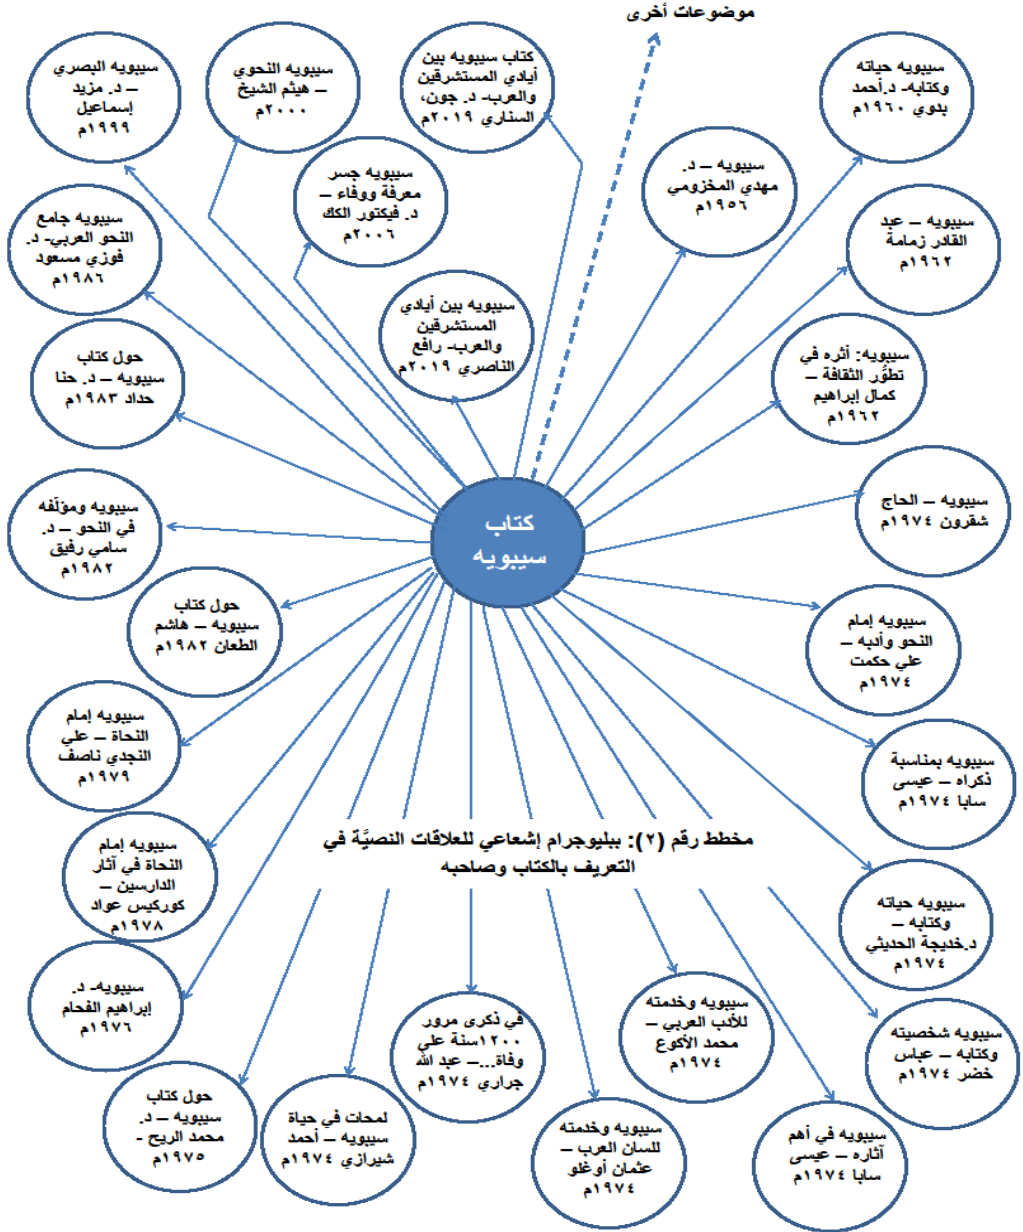 موضوعات أخرى
سيبويه حياته
وكتابه- د.أحمد
بدوي ١٩٦٠م
كتاب سيبويه بين
أيادي المستشرقين
والعرب- د. جون،
السناري ٢٠١٩م
سيبويه النحوي
– هيثم الشيخ
٢٠٠٠م
سيبويه البصري
– د. مزيد
إسماعيل
١٩٩٩م
سيبويه – د.
مهدي المخزومي
١٩٥٦م
سيبويه جسر
معرفة ووفاء –
د. فيكتور الكك
٢٠٠٦م
سيبويه – عبد
القادر زمامة
١٩٦٢م
سيبويه جامع
النحو العربي- د.
فوزي مسعود
١٩٨٦م
سيبويه بين أيادي
المستشرقين
والعرب- رافع
الناصري ٢٠١٩م
سيبويه: أثره في
تطوُّر الثقافة –
كمال إبراهيم
١٩٦٢م
حول كتاب
سيبويه – د. حنا
حداد ١٩٨٣م
سيبويه – الحاج
شقرون ١٩٧٤م
كتاب
سيبويه
سيبويه ومؤلّفه
في النحو – د.
سامي رفيق
١٩٨٢م
سيبويه إمام
النحو وأدبه –
علي حكمت
١٩٧٤م
حول كتاب
سيبويه – هاشم
الطعان ١٩٨٢م
سيبويه بمناسبة
ذكراه – عيسى
سابا ١٩٧٤م
سيبويه إمام
النحاة – علي
النجدي ناصف
١٩٧٩م
مخطط رقم (٢): ببليوجرام إشعاعي للعلاقات النصيَّة في
التعريف بالكتاب وصاحبه
سيبويه إمام
النحاة في آثار
الدارسين –
كوركيس عواد
١٩٧٨م
سيبويه حياته
وكتابه –
د.خديجة الحديثي
١٩٧٤م
سيبويه- د.
إبراهيم الفحام
١٩٧٦م
سيبويه شخصيته
وكتابه – عباس
خضر ١٩٧٤م
سيبويه وخدمته
للأدب العربي –
محمد الأكوع
١٩٧٤م
في ذكرى مرور
١٢٠٠سنة على
وفاة...– عبد الله
جراري ١٩٧٤م
حول كتاب
سيبويه – د.
محمد الريح -
١٩٧٥م
لمحات في حياة
سيبويه – أحمد
شيرازي ١٩٧٤م
سيبويه وخدمته
للسان العرب –
عثمان أوغلو
١٩٧٤م
سيبويه في أهم
آثاره – عيسى
سابا ١٩٧٤م